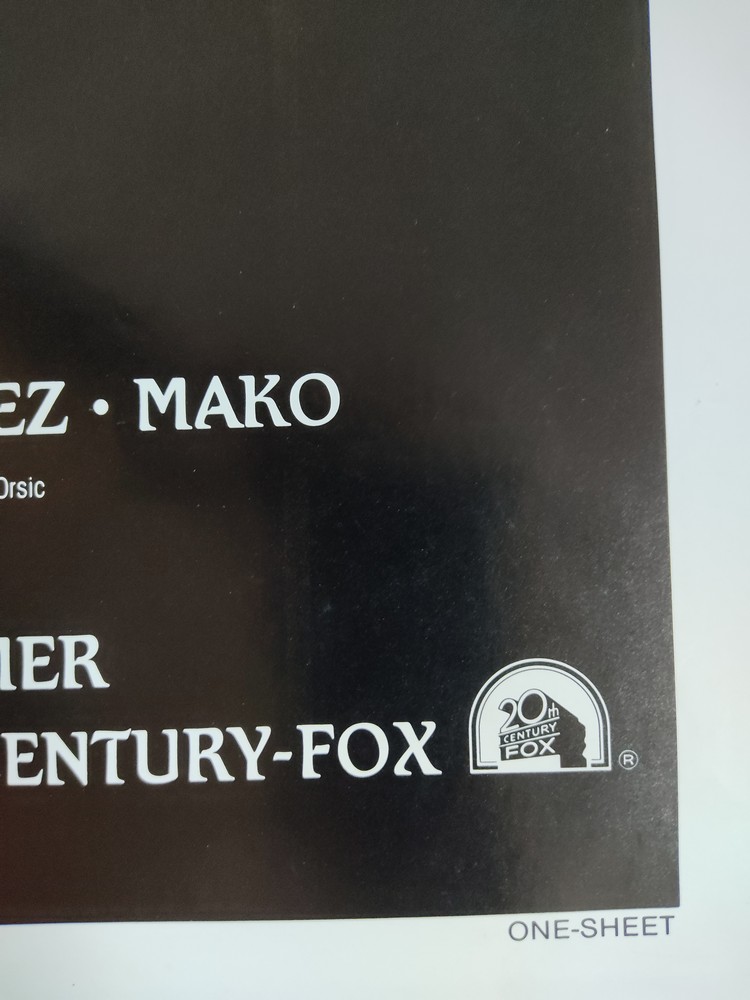 EZ • MAKO
Orsic
IER
ENTURY-FOX
20th
CENTURY
FOX
®
ONE-SHEET